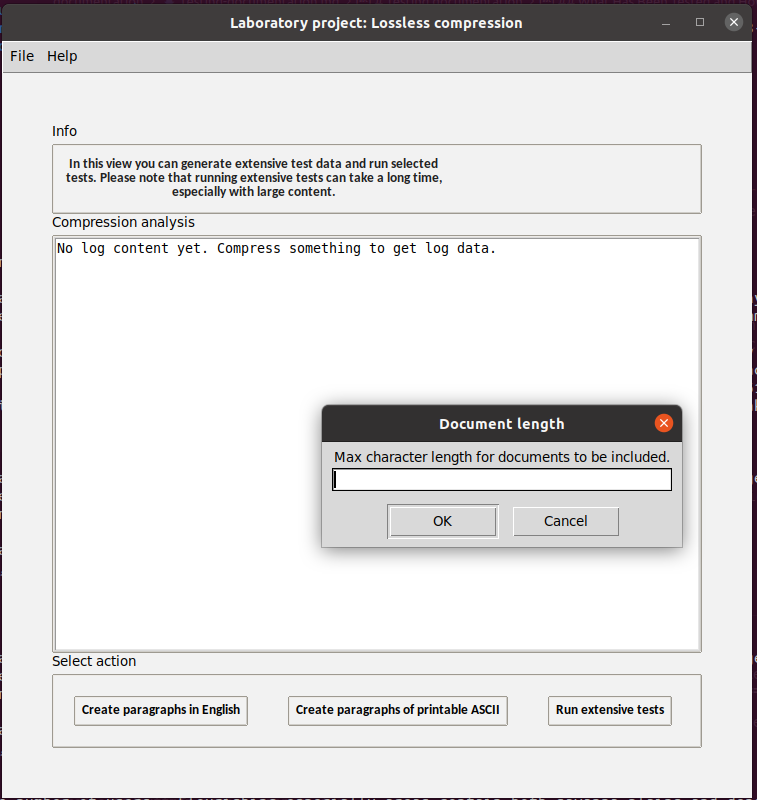 Laboratory project: Lossless compression
File Help
Info
In this view you can generate extensive test data and run selected
tests. Please note that running extensive tests can take a long time,
especially with large content.
Compression analysis
No log content yet. Compress something to get log data.
Document length
Max character length for documents to be included.
OK Cancel
Select action
Create paragraphs in English Create paragraphs of printable ASCII Run extensive tests